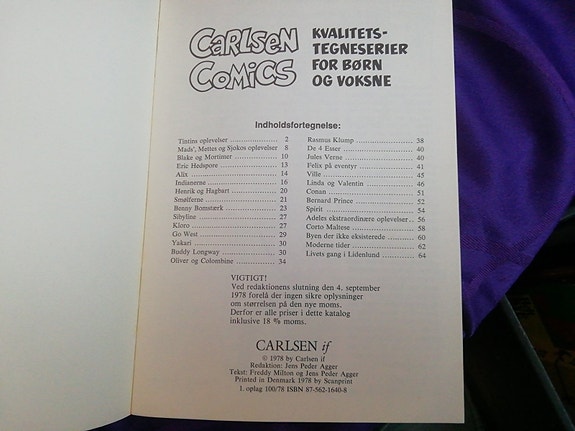 CARLSEN
COMICS
KVALITETS-
TEGNESERIER
FOR BØRN
OG VOKSNE
Indholdsfortegnelse:
Tintins oplevelser .................... 2
Mads', Mettes og Sjokos oplevelser 8
Blake og Mortimer .................... 10
Eric Hedspore .................... 13
Alix .................... 14
Indianerne .................... 16
Henrik og Hagbart .................... 20
Smølferne .................... 21
Benny Bomstærk .................... 23
Sibyline .................... 27
Kloro .................... 27
Go West .................... 29
Yakari .................... 30
Buddy Longway .................... 30
Oliver og Colombine .................... 34
Rasmus Klump .................... 38
De 4 Esser .................... 40
Jules Verne .................... 40
Felix på eventyr .................... 41
Ville .................... 45
Linda og Valentin .................... 46
Conan .................... 51
Bernard Prince .................... 52
Spirit .................... 54
Adeles ekstraordinære oplevelser .. 56
Corto Maltese .................... 58
Byen der ikke eksisterede .................... 60
Moderne tider .................... 62
Livets gang i Lidenlund .................... 64
VIGTIGT!
Ved redaktionens slutning den 4. september
1978 forelå der ingen sikre oplysninger
om størrelsen på den nye moms.
Derfor er alle priser i dette katalog
inklusive 18 % moms.
CARLSEN if
© 1978 by Carlsen if
Redaktion: Jens Peder Agger
Tekst: Freddy Milton og Jens Peder Agger
Printed in Denmark 1978 by Scanprint
1. oplag 100/78 ISBN 87-562-1640-8